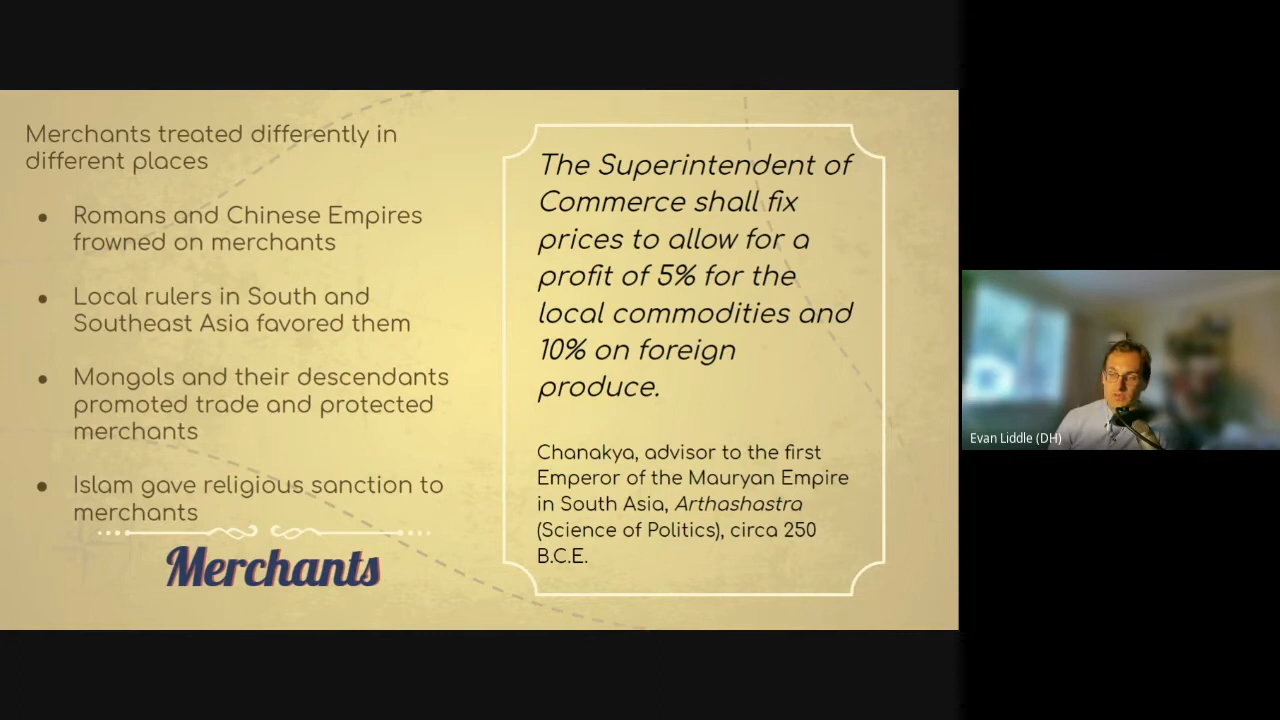 Merchants treated differently in
different places
● Romans and Chinese Empires
frowned on merchants
● Local rulers in South and
Southeast Asia favored them
● Mongols and their descendants
promoted trade and protected
merchants
● Islam gave religious sanction to
merchants
Merchants
The Superintendent of
Commerce shall fix
prices to allow for a
profit of 5% for the
local commodities and
10% on foreign
produce.
Chanakya, advisor to the first
Emperor of the Mauryan Empire
in South Asia, Arthashastra
(Science of Politics), circa 250
B.C.E.
Evan Liddle (DH)